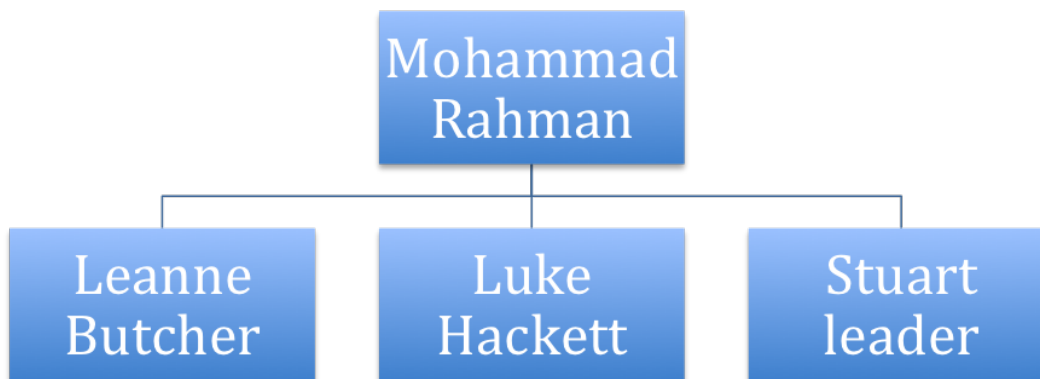 Mohammad
Rahman
Leanne
Butcher
Luke
Hackett
Stuart
leader